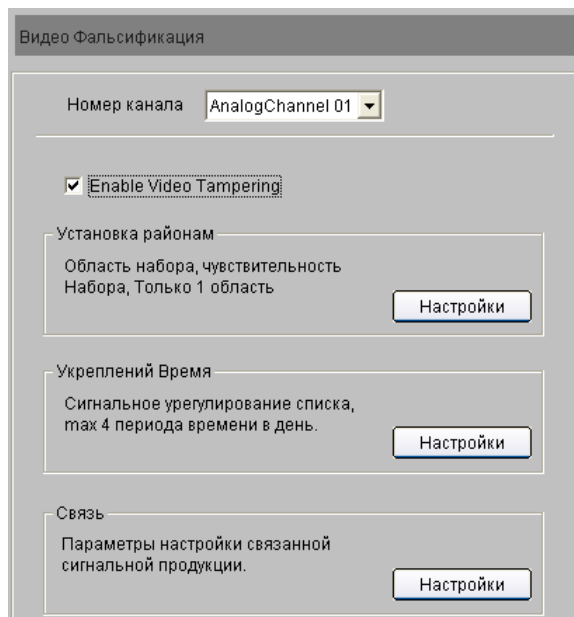 Видео Фальсификация
Номер канала
AnalogChannel 01
Enable Video Tampering
Установка районам
Область набора, чувствительность
Набора, Только 1 область
Настройки
Укреплений Время
Сигнальное урегулирование списка,
max 4 периода времени в день.
Настройки
Связь
Параметры настройки связанной
сигнальной продукции.
Настройки